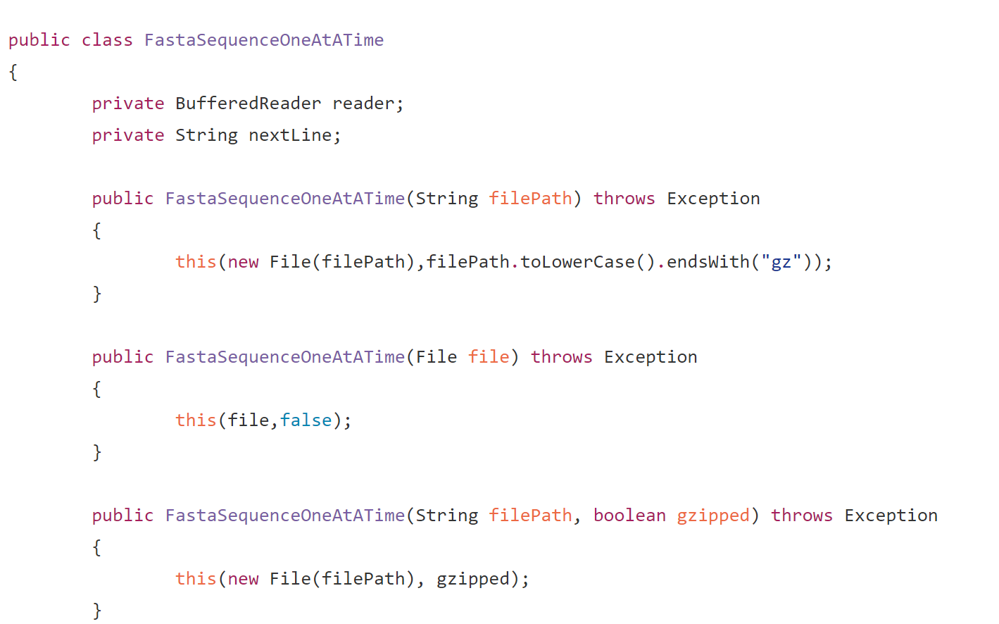 public class FastaSequenceOneAtATime
{
        private BufferedReader reader;
        private String nextLine;

        public FastaSequenceOneAtATime(String filePath) throws Exception
        {
                this(new File(filePath),filePath.toLowerCase().endsWith("gz"));
        }

        public FastaSequenceOneAtATime(File file) throws Exception
        {
                this(file,false);
        }

        public FastaSequenceOneAtATime(String filePath, boolean gzipped) throws Exception
        {
                this(new File(filePath), gzipped);
        }